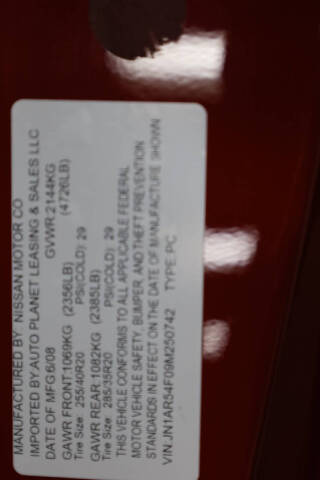 MANUFACTURED BY: NISSAN MOTOR CO
IMPORTED BY:AUTO PLANET LEASING & SALES LLC
DATE OF MFG:6/08 GVWR:2144KG
(4726LB)
GAWR FRONT:1069KG (2356LB)
Tire Size: 255/40R20 PSI(COLD): 29
GAWR REAR:1082KG (2385LB)
Tire Size: 285/35R20 PSI(COLD): 29
THIS VEHICLE CONFORMS TO ALL APPLICABLE FEDERAL
MOTOR VEHICLE SAFETY, BUMPER, AND THEFT PREVENTION
STANDARDS IN EFFECT ON THE DATE OF MANUFACTURE SHOWN
VIN:JN1AR54F09M250742 TYPE:PC